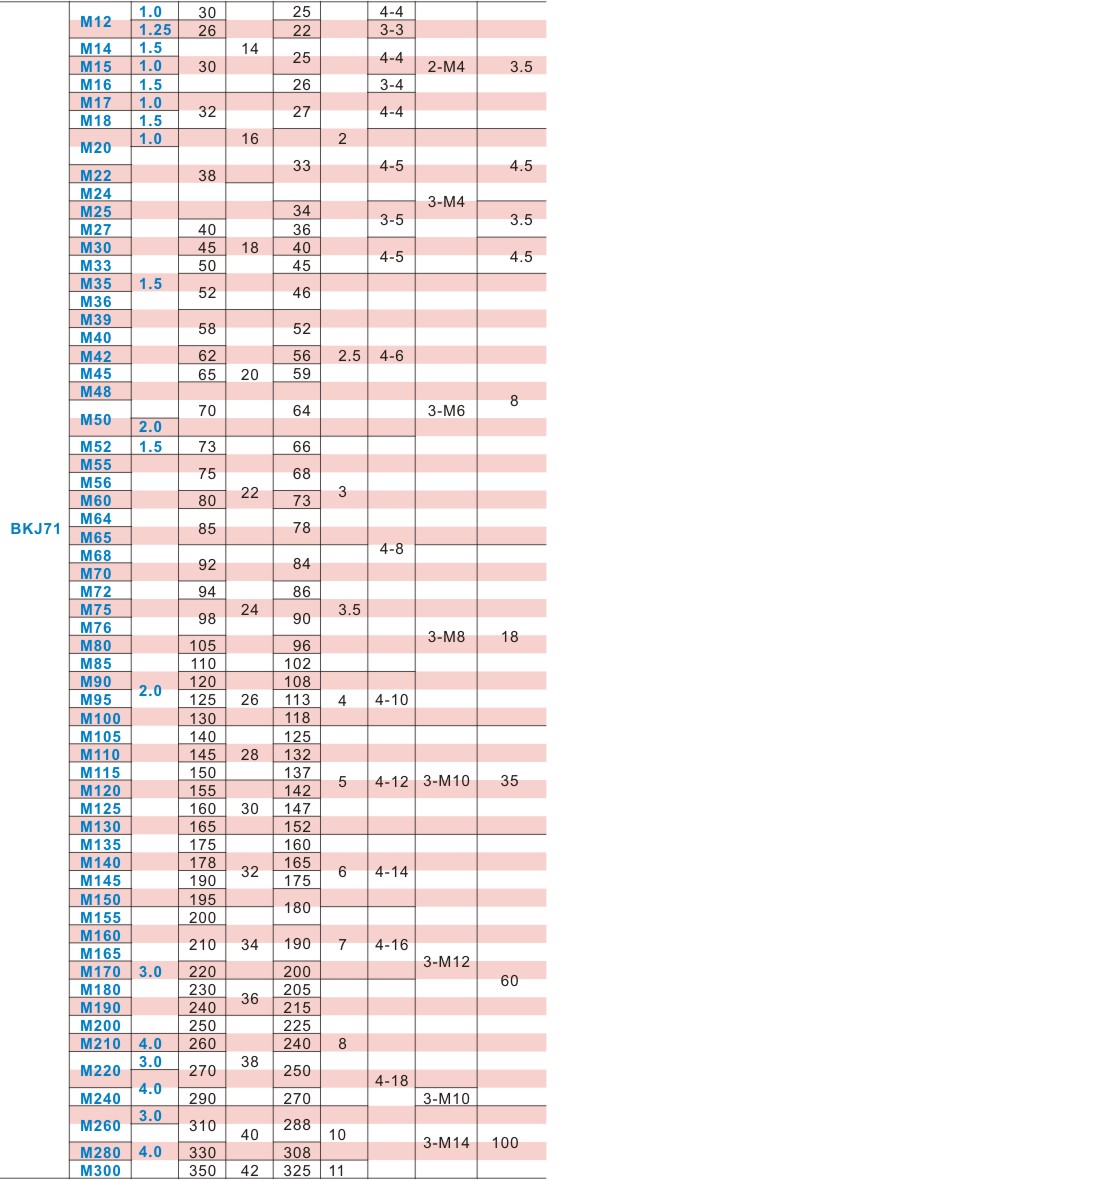 M12 1.0 30 25 4-4
1.25 26 22 3-3
M14 1.5 14
25 4-4
M15 1.0 30 2-M4 3.5
M16 1.5 26 3-4
M17 1.0
32 27 4-4
M18 1.5
1.0 16 2
M20
33 4-5 4.5
M22 38
M24
3-M4
M25 34
3-5 3.5
M27 40 36
M30 45 18 40
4-5 4.5
M33 50 45
M35 1.5
52 46
M36
M39
58 52
M40
M42 62 56 2.5 4-6
M45 65 20 59
M48
8
70 64 3-M6
M50
2.0
M52 1.5 73 66
M55
75 68
M56
22 3
M60 80 73
M64
BKJ71 85 78
M65
4-8
M68
92 84
M70
M72 94 86
M75 24 3.5
98 90
M76
3-M8 18
M80 105 96
M85 110 102
M90 120 108
2.0
M95 125 26 113 4 4-10
M100 130 118
M105 140 125
M110 145 28 132
M115 150 137
5 4-12 3-M10 35
M120 155 142
M125 160 30 147
M130 165 152
M135 175 160
M140 178 165
32 6 4-14
M145 190 175
M150 195
180
M155 200
M160
210 34 190 7 4-16
M165
3-M12
M170 3.0 220 200
60
M180 230 205
36
M190 240 215
M200 250 225
M210 4.0 260 240 8
3.0 38
M220 270 250
4-18
4.0
M240 290 270 3-M10
3.0
M260 310 288
40 10
3-M14 100
M280 4.0 330 308
M300 350 42 325 11